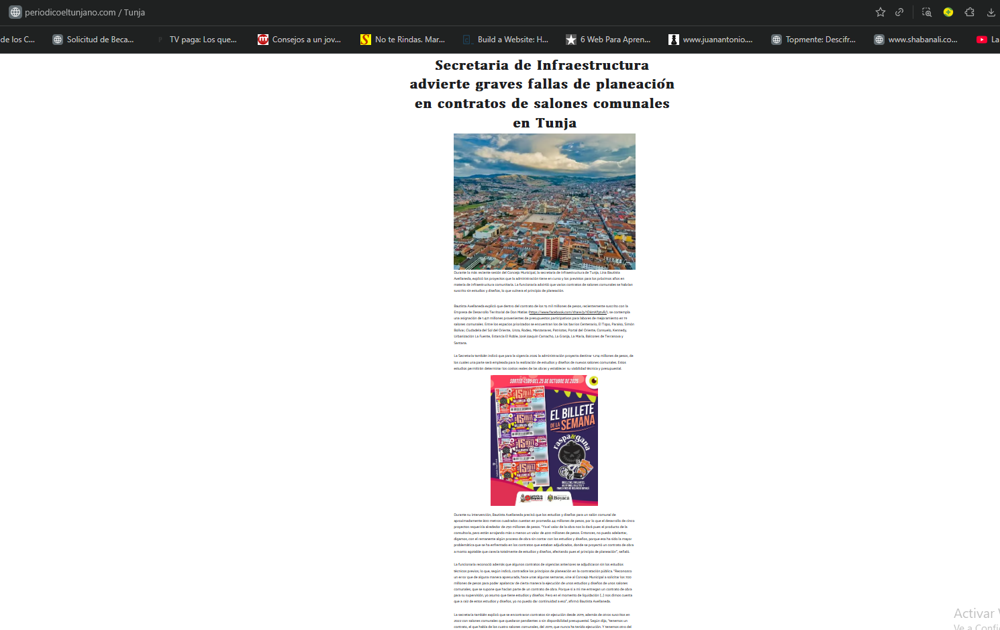 periodicoeltunjano.com / Tunja
de los C...
Solicitud de Beca...
TV paga: Los que...
Consejos a un jov...
No te Rindas. Mar...
Build a Website: H...
6 Web Para Apren...
www.juanantonio....
Topmente: Descifr...
www.shabanali.co...
La
Secretaria de Infraestructura
advierte graves fallas de planeación
en contratos de salones comunales
en Tunja
Durante la más reciente sesión del Concejo Municipal, la secretaria de Infraestructura de Tunja, Lina Bautista
Avellaneda, explicó los proyectos que la administración tiene en curso y los previstos para los próximos años en
materia de infraestructura comunitaria. La funcionaria advirtió que varios contratos de salones comunales se habrían
suscrito sin estudios y diseños, lo que vulnera el principio de planeación.
Bautista Avellaneda explicó que dentro del contrato de los 15 mil millones de pesos, recientemente suscrito con la
Empresa de Desarrollo Territorial de Don Matías (https://www.facebook.com/share/p/), se contempla
una asignación de 1.421 millones provenientes de presupuestos participativos para labores de mejoramiento en 19
salones comunales. Entre los espacios priorizados se encuentran los de los barrios Centenario, El Topo, Paraíso, Simón
Bolívar, Ciudadela del Sol del Oriente, Urza, Rodeo, Manzanares, Patriotas, Portal del Oriente, Consuelo, Kennedy,
Urbanización La Fuente, Estancia El Roble, José Joaquín Camacho, La Granja, La María, Balcones de Terranova y
Santana.
La Secretaria también indicó que para la vigencia 2026 la administración proyecta destinar 1.214 millones de pesos, de
los cuales una parte será empleada para la realización de estudios y diseños de nuevos salones comunales. Estos
estudios permitirán determinar los costos reales de las obras y establecer su viabilidad técnica y presupuestal.
SORTEO 4595 DEL 25 DE OCTUBRE DE 2025
EL BILLETE
DE LA SEMANA
raspa&gana
15mil
15mil
15mil
15mil
Boyacá
Durante su intervención, Bautista Avellaneda precisó que los estudios y diseños para un salón comunal de
aproximadamente 800 metros cuadrados cuestan en promedio 44 millones de pesos, por lo que el desarrollo de cinco
proyectos requeriría alrededor de 250 millones de pesos. “Ya el valor de la obra nos lo dará pues el producto de la
consultoría, pero están arrojando más o menos un valor de 400 millones de pesos. Entonces, no puedo adelantar,
digamos, con el remanente algún proceso de obra sin contar con los estudios y diseños, porque esa ha sido la mayor
problemática que se ha enfrentado en los contratos que estaban adjudicados, donde se proyectó un contrato de obra
a monto agotable que carecía totalmente de estudios y diseños, afectando pues el principio de planeación”, señaló.
La funcionaria reconoció además que algunos contratos de vigencias anteriores se adjudicaron sin los estudios
técnicos previos, lo que, según indicó, contradice los principios de planeación en la contratación pública. “Reconozco
un error que de alguna manera apresurada, hace unas algunas semanas, vine al Concejo Municipal a solicitar los 700
millones de pesos para poder apalancar de cierta manera la ejecución de unos estudios y diseños de unos salones
comunales, que se supone que hacían parte de un contrato de obra. Porque si a mí me entregan un contrato de obra
para su supervisión, yo asumo que tiene estudios y diseños. Pero en el momento de liquidación [...] nos dimos cuenta
que a raíz de estos estudios y diseños, yo no puedo dar continuidad a eso”, afirmó Bautista Avellaneda.
La secretaria también explicó que se encontraron contratos sin ejecución desde 2019, además de otros suscritos en
2022 con salones comunales que quedaron pendientes o sin disponibilidad presupuestal. Según dijo, “tenemos un
contrato, el que habla de los cuatro salones comunales, del 2019, que nunca ha tenido ejecución. Y tenemos otro del
Activar
Ve a Confi